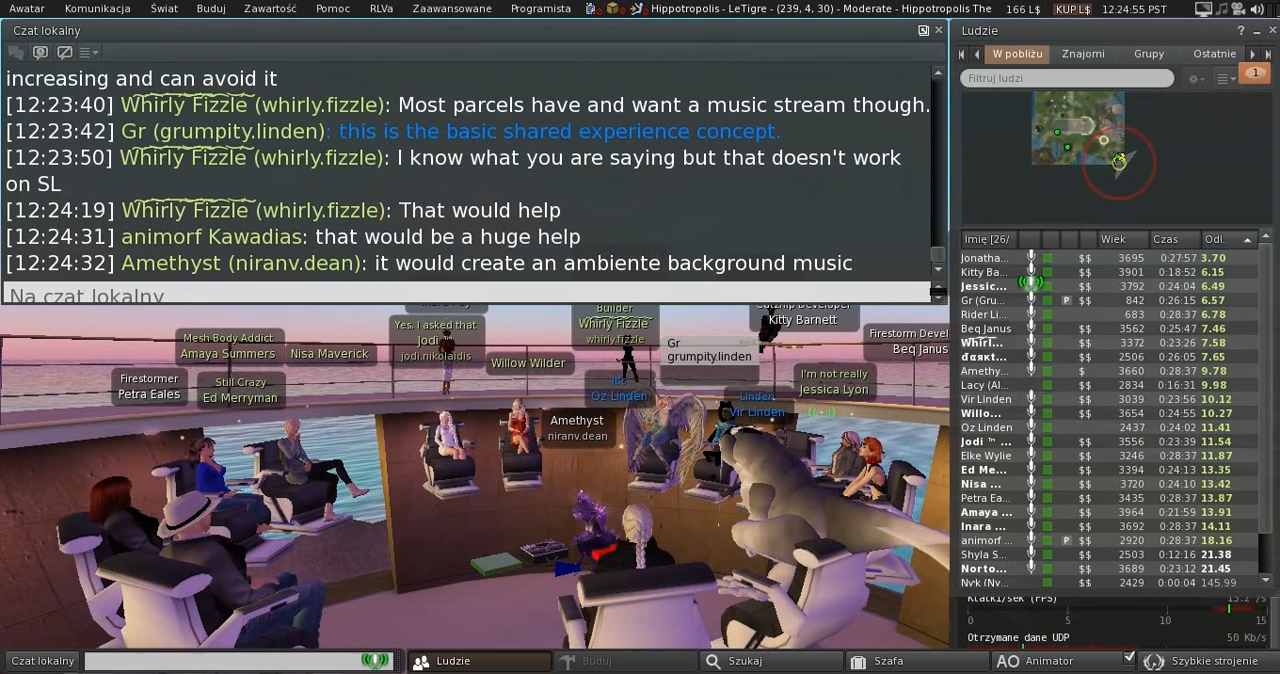 Awatar Komunikacja Świat Buduj Zawartość Pomoc RLVa Zaawansowane Programista Hippotropolis - LeTigre - (239, 4, 30) - Moderate - Hippotropolis The 166 L$ KUP L$ 12:24:55 PST
Czat lokalny
increasing and can avoid it
[12:23:40] Whirly Fizzle (whirly.fizzle): Most parcels have and want a music stream though.
[12:23:42] Gr (grumpity.linden): this is the basic shared experience concept.
[12:23:50] Whirly Fizzle (whirly.fizzle): I know what you are saying but that doesn't work
on SL
[12:24:19] Whirly Fizzle (whirly.fizzle): That would help
[12:24:31] animorf Kawadias: that would be a huge help
[12:24:32] Amethyst (niranv.dean): it would create an ambiente background music
Na czat lokalny
Ludzie
W pobliżu Znajomi Grupy Ostatnie
1
Filtruj ludzi
Imię [26/ Wiek Czas Odl.
Jonatha... $$ 3695 0:27:57 3.70
Kitty Ba... $$ 3901 0:18:52 6.15
Jessic... $$ 3792 0:24:04 6.49
Gr (Gru... P $$ 842 0:26:15 6.57
Rider Li... 683 0:28:37 6.78
Beq Janus $$ 3562 0:25:47 7.46
Whirl... $$ 3372 0:23:26 7.58
$$ 2506 0:26:05 7.65
Amethy... $ 3660 0:28:37 9.78
Lacy (Al... $$ 2834 0:16:31 9.98
Vir Linden $$ 3039 0:23:56 10.12
Willo... $$ 3654 0:24:55 10.27
Oz Linden 2437 0:24:02 11.41
Jodi ™ ... $$ 3556 0:23:39 11.54
Elke Wylie $$ 3246 0:28:37 11.87
Ed Me... $$ 3394 0:24:13 13.35
Nisa ... $$ 3720 0:24:10 13.42
Petra Ea... $$ 3435 0:28:37 13.87
Amaya ... $$ 3964 0:21:59 13.91
Inara ... $$ 3692 0:28:37 14.11
animorf ... P $$ 2920 0:28:37 18.16
Shyla S... $$ 2503 0:12:16 21.38
Norto... $$ 3689 0:23:12 21.45
Nyk (Ny... $$ 2429 0:00:04 145.99
Klatki/sek (FPS) 13.2 /s
0 5 10 15
Otrzymane dane UDP 50 Kb/s
Builder
Whirly Fizzle
whirly.fizzle
Catznip Developer
Kitty Barnett
Firestorm Devel
Beq Janus
Mesh Body Addict
Amaya Summers
Nisa Maverick
Yes, I asked that
Jodi
jodi.nikolaidis
Willow Wilder
Gr
grumpity.linden
Firestormer
Petra Eales
Still Crazy
Ed Merryman
It's
Oz Linden
Linden
Vir Linden
I'm not really
Jessica Lyon
Amethyst
niranv.dean
Czat lokalny Ludzie Buduj Szukaj Szafa AO Animator Szybkie strojenie